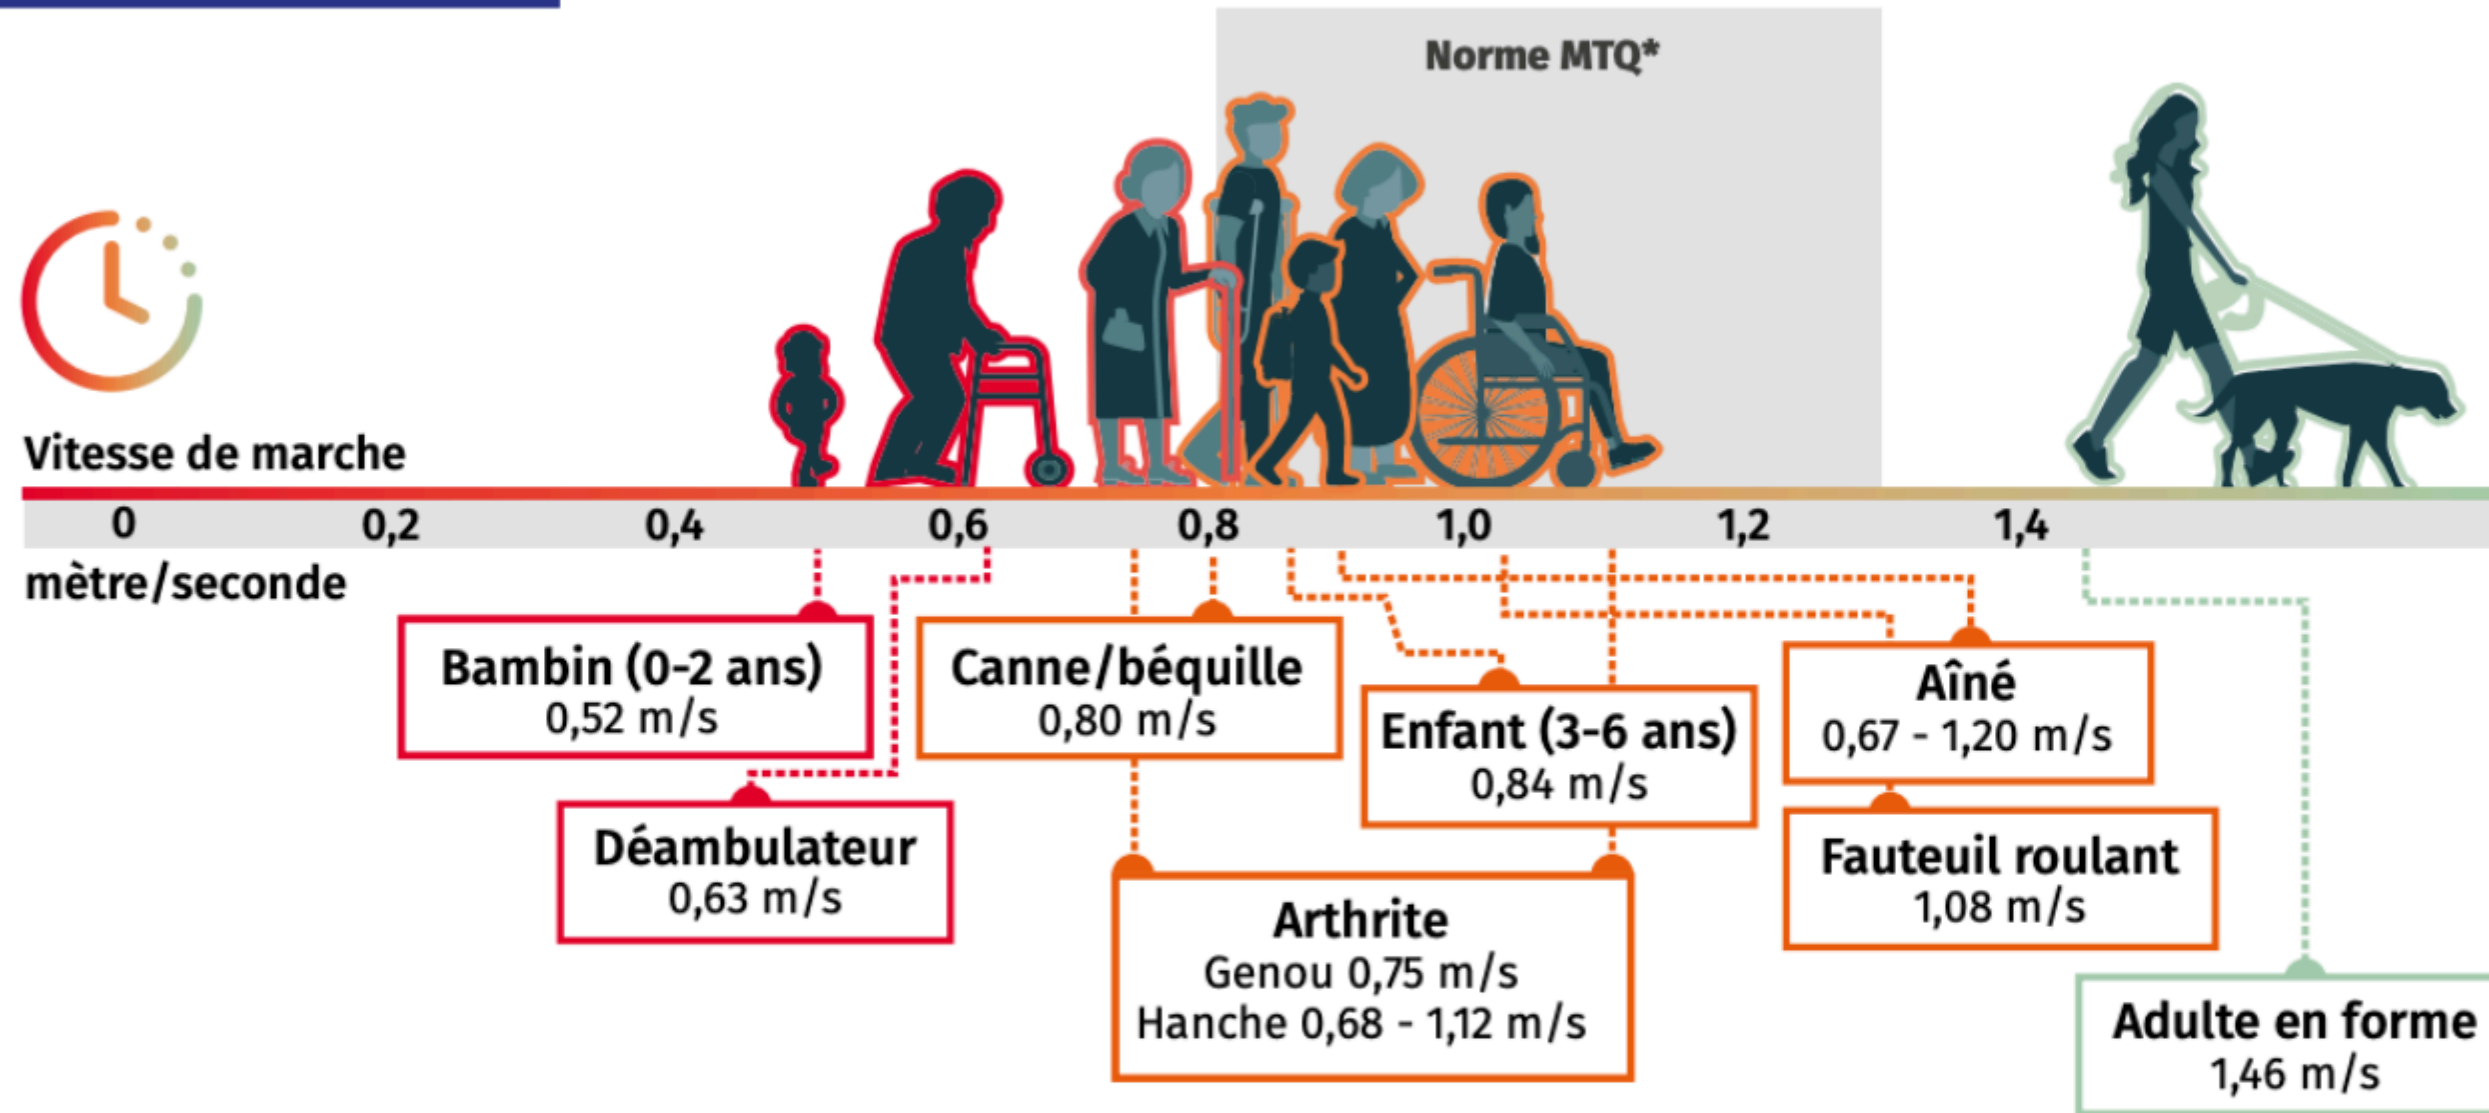 Norme MTQ*
Vitesse de marche
0 0,2 0,4 0,6 0,8 1,0 1,2 1,4
mètre/seconde
Bambin (0-2 ans)
0,52 m/s
Déambulateur
0,63 m/s
Canne/béquille
0,80 m/s
Arthrite
Genou 0,75 m/s
Hanche 0,68 - 1,12 m/s
Enfant (3-6 ans)
0,84 m/s
Aîné
0,67 - 1,20 m/s
Fauteuil roulant
1,08 m/s
Adulte en forme
1,46 m/s